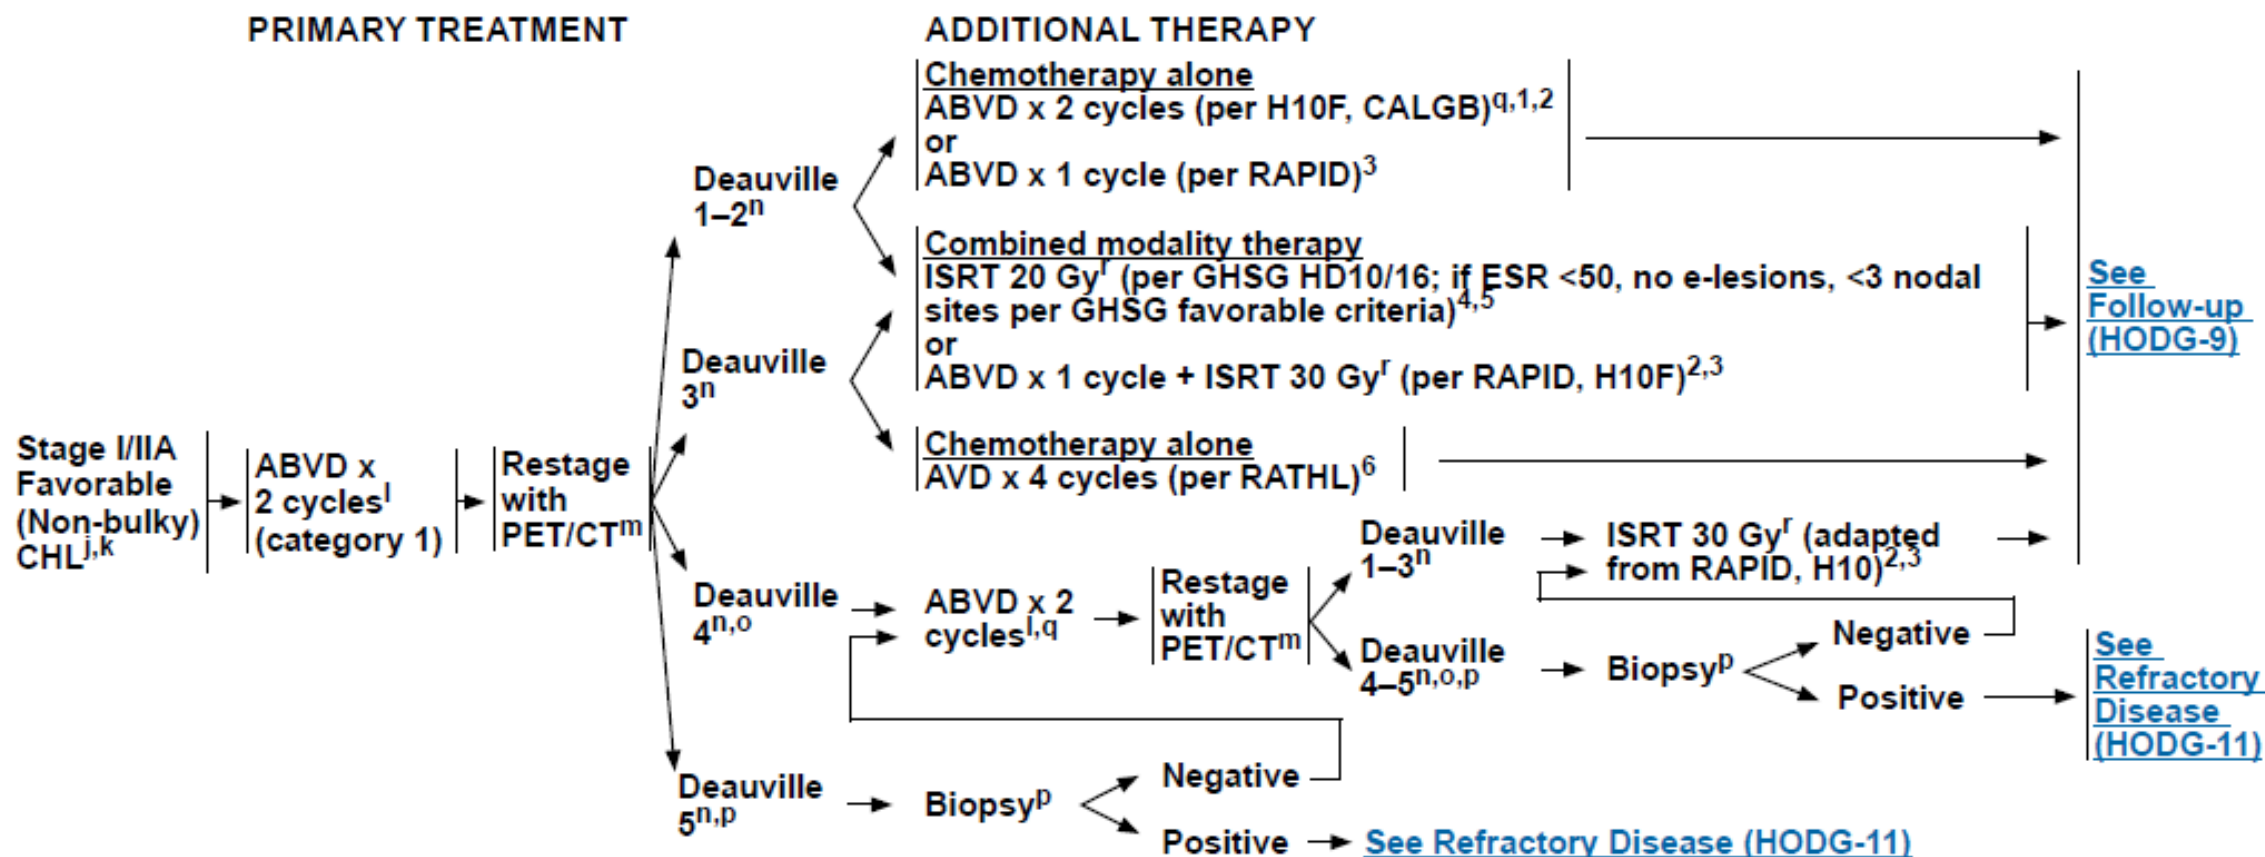 PRIMARY TREATMENT
ADDITIONAL THERAPY
Stage I/IIA
Favorable
(Non-bulky)
CHLj,k
ABVD x
2 cyclesl
(category 1)
Restage
with
PET/CTm
Deauville
1–2n
Chemotherapy alone
ABVD x 2 cycles (per H10F, CALGB)q,1,2
or
ABVD x 1 cycle (per RAPID)3
Combined modality therapy
ISRT 20 Gyr (per GHSG HD10/16; if ESR <50, no e-lesions, <3 nodal
sites per GHSG favorable criteria)4,5
or
ABVD x 1 cycle + ISRT 30 Gyr (per RAPID, H10F)2,3
Deauville
3n
Chemotherapy alone
AVD x 4 cycles (per RATHL)6
See
Follow-up
(HODG-9)
Deauville
4n,o
ABVD x 2
cyclesl,q
Restage
with
PET/CTm
Deauville
1–3n
ISRT 30 Gyr (adapted
from RAPID, H10)2,3
Deauville
4–5n,o,p
Biopsyp
Negative
Positive
See
Refractory
Disease
(HODG-11)
Deauville
5n,p
Biopsyp
Negative
Positive
See Refractory Disease (HODG-11)